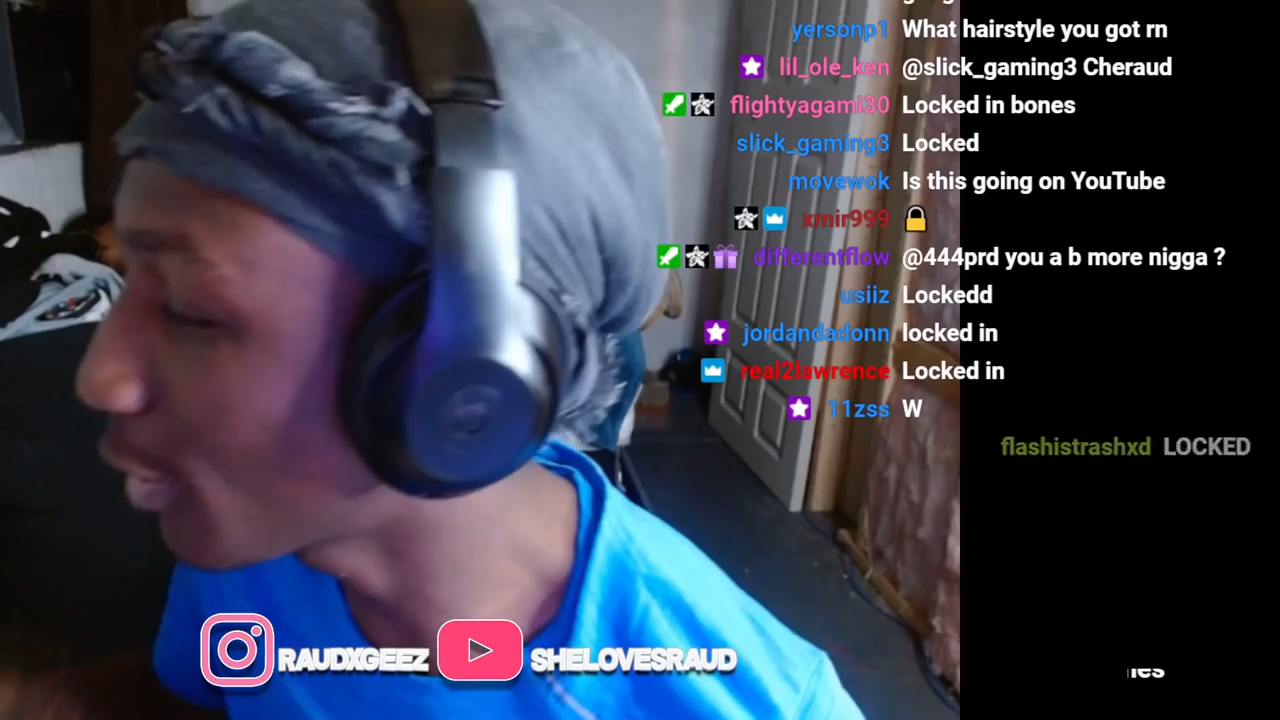 yersonp1 What hairstyle you got rn
lil_ole_ken @slick_gaming3 Cheraud
flightyagami30 Locked in bones
slick_gaming3 Locked
movewok Is this going on YouTube
xmir999 🔒
differentflow @444prd you a b more nigga ?
usiiz Lockedd
jordandadonn locked in
real2lawrence Locked in
11zss W
flashistrashxd LOCKED
RAUDXGEEZ SHELOVESRAUD